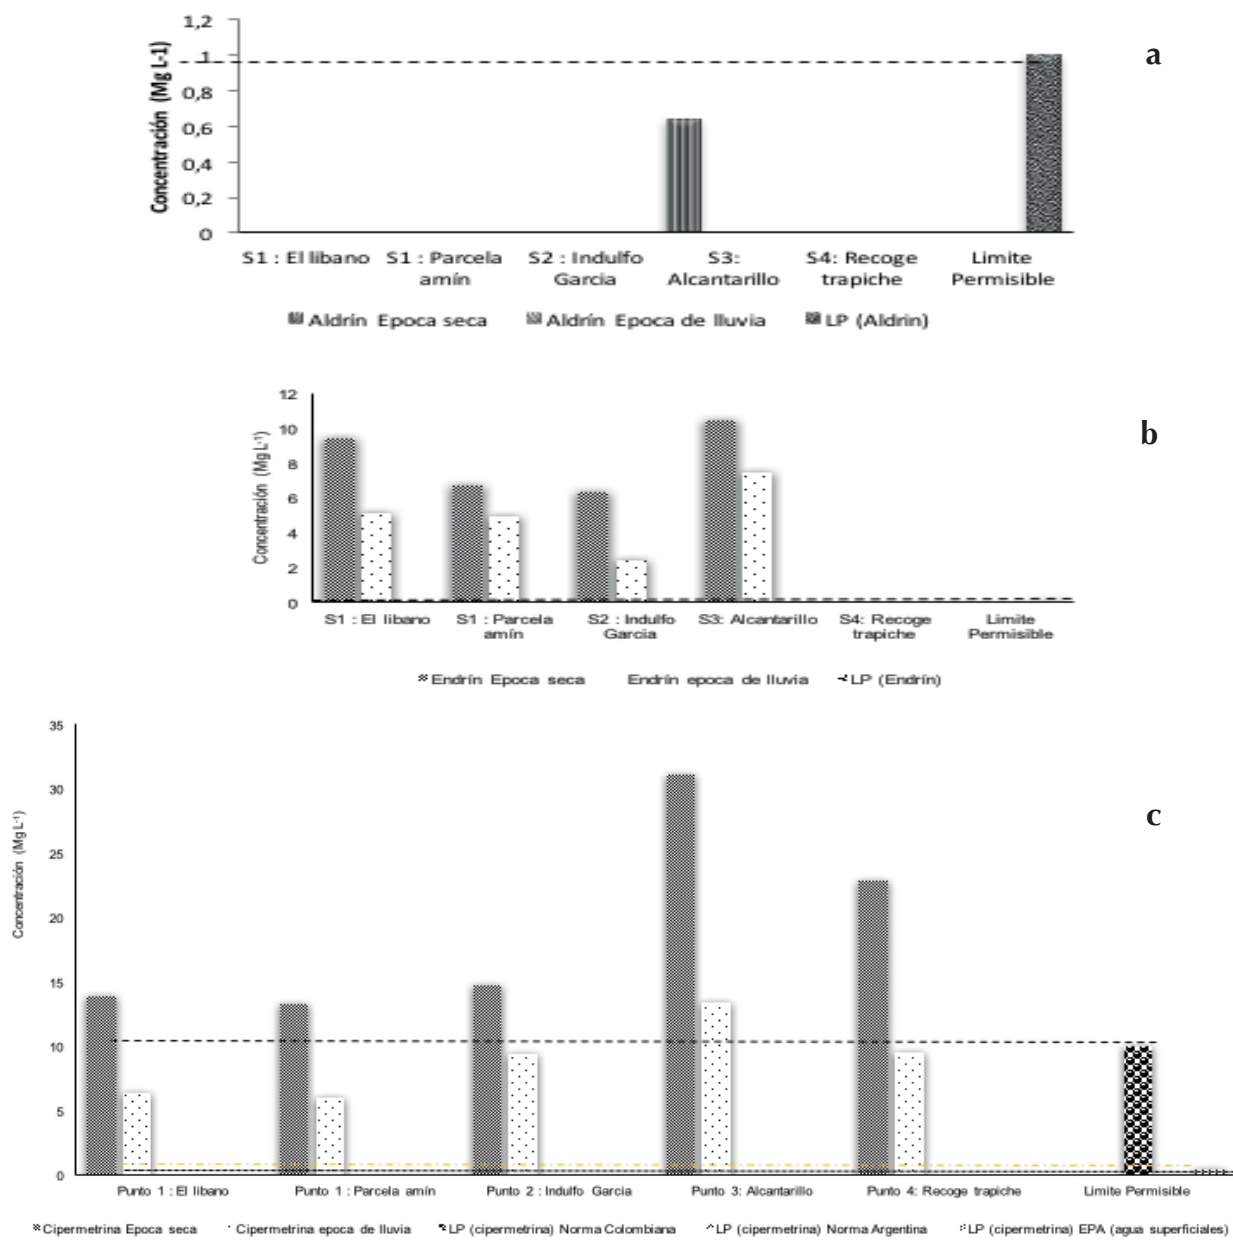 a
Concentración (Mg L-1)
1,2
1
0,8
0,6
0,4
0,2
0
S1 : El libano
S1 : Parcela
amín
S2 : Indulfo
Garcia
S3:
Alcantarillo
S4: Recoge
trapiche
Limite
Permisible
Aldrín Epoca seca
Aldrín Epoca de lluvia
LP (Aldrin)
b
Concentración (Mg L-1)
12
10
8
6
4
2
0
S1 : El libano
S1 : Parcela
amín
S2 : Indulfo
Garcia
S3: Alcantarillo
S4: Recoge
trapiche
Limite
Permisible
Endrín Epoca seca
Endrín epoca de lluvia
LP (Endrín)
c
Concentración (Mg L-1)
35
30
25
20
15
10
5
0
Punto 1 : El libano
Punto 1 : Parcela amín
Punto 2 : Indulfo Garcia
Punto 3: Alcantarillo
Punto 4: Recoge trapiche
Limite Permisible
Cipermetrina Epoca seca
Cipermetrina epoca de lluvia
LP (cipermetrina) Norma Colombiana
LP (cipermetrina) Norma Argentina
LP (cipermetrina) EPA (agua superficiales)